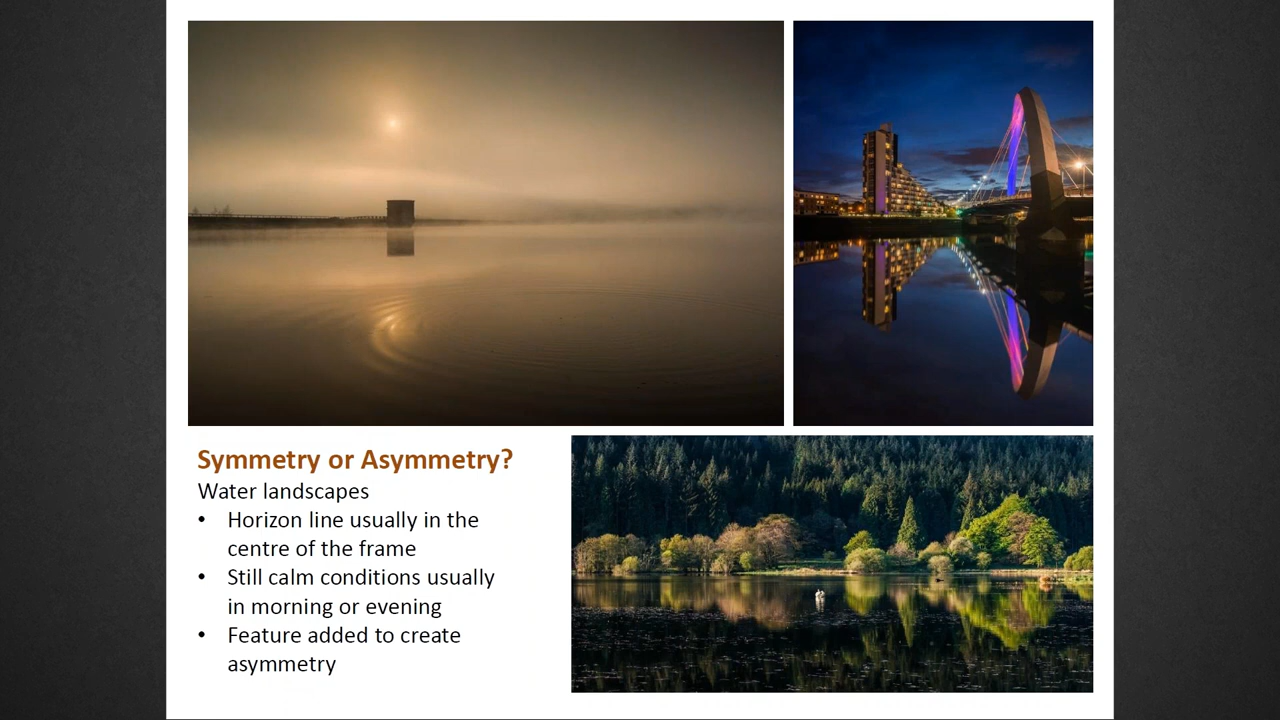 Symmetry or Asymmetry?
Water landscapes
• Horizon line usually in the
centre of the frame
• Still calm conditions usually
in morning or evening
• Feature added to create
asymmetry